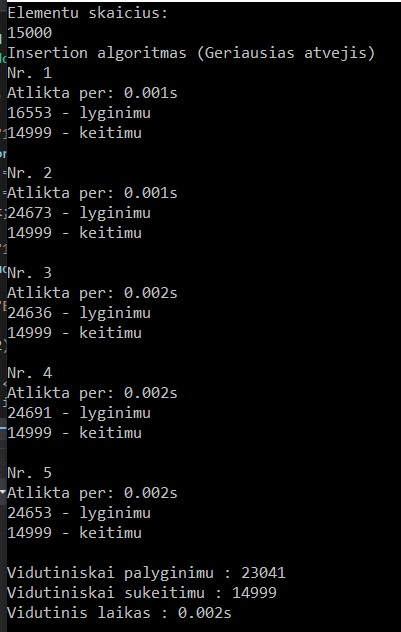 Elementu skaicius:
15000
Insertion algoritmas (Geriausias atvejis)
Nr. 1
Atlikta per: 0.001s
16553 - lyginimu
14999 - keitimu
Nr. 2
Atlikta per: 0.001s
24673 - lyginimu
14999 - keitimu
Nr. 3
Atlikta per: 0.002s
24636 - lyginimu
14999 - keitimu
Nr. 4
Atlikta per: 0.002s
24691 - lyginimu
14999 - keitimu
Nr. 5
Atlikta per: 0.002s
24653 - lyginimu
14999 - keitimu
Vidutiniskai palyginimu : 23041
Vidutiniskai sukeitimu : 14999
Vidutinis laikas : 0.002s